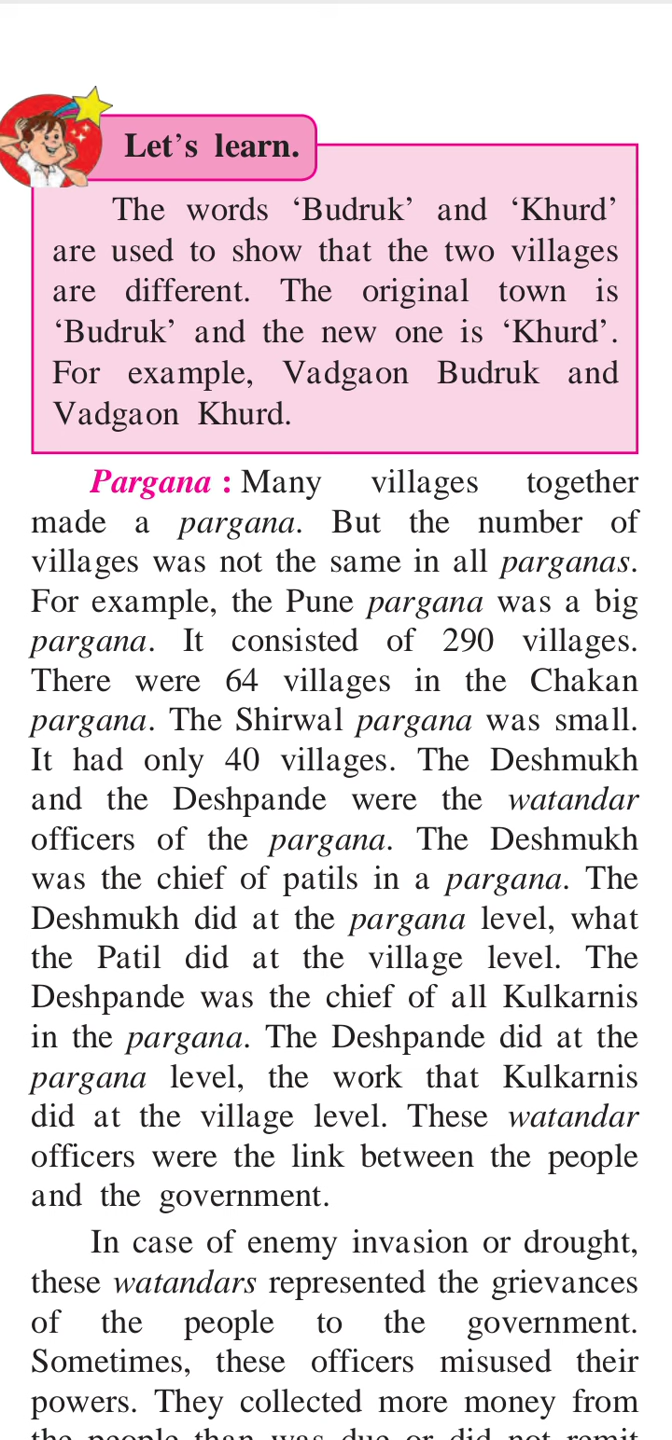 Let's learn.
The words ‘Budruk’ and ‘Khurd’
are used to show that the two villages
are different. The original town is
‘Budruk’ and the new one is ‘Khurd’.
For example, Vadgaon Budruk and
Vadgaon Khurd.
Pargana : Many villages together
made a pargana. But the number of
villages was not the same in all parganas.
For example, the Pune pargana was a big
pargana. It consisted of 290 villages.
There were 64 villages in the Chakan
pargana. The Shirwal pargana was small.
It had only 40 villages. The Deshmukh
and the Deshpande were the watandar
officers of the pargana. The Deshmukh
was the chief of patils in a pargana. The
Deshmukh did at the pargana level, what
the Patil did at the village level. The
Deshpande was the chief of all Kulkarnis
in the pargana. The Deshpande did at the
pargana level, the work that Kulkarnis
did at the village level. These watandar
officers were the link between the people
and the government.
In case of enemy invasion or drought,
these watandars represented the grievances
of the people to the government.
Sometimes, these officers misused their
powers. They collected more money from
the people than was due or did not remit